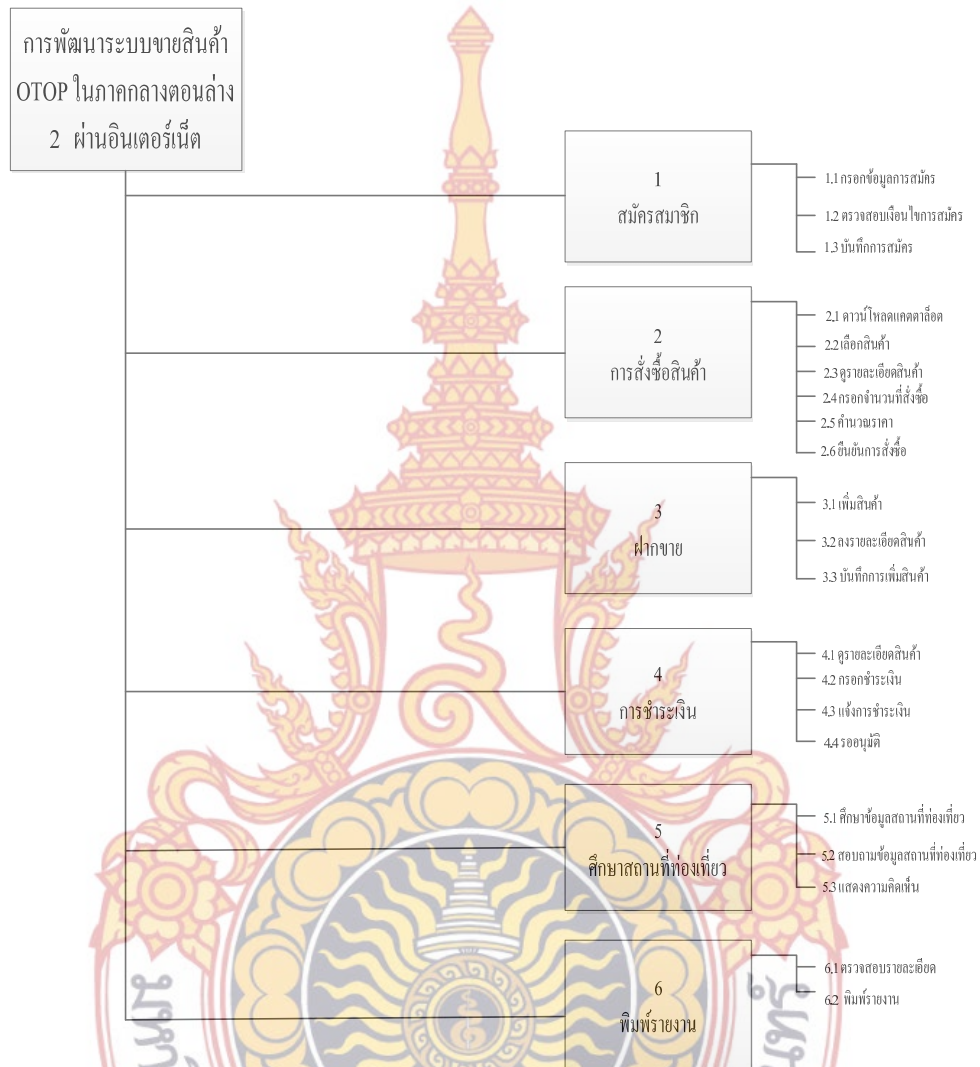 การพัฒนาระบบขายสินค้า
OTOP ในภาคกลางตอนล่าง
2 ผ่านอินเตอร์เน็ต
1
สมัครสมาชิก
1.1 กรอกข้อมูลการสมัคร
1.2 ตรวจสอบเงื่อนไขการสมัคร
1.3 บันทึกการสมัคร
2
การสั่งซื้อสินค้า
2.1 ดาวน์โหลดแคตตาล็อต
2.2 เลือกสินค้า
2.3 ดูรายละเอียดสินค้า
2.4 กรอกจำนวนที่สั่งซื้อ
2.5 คำนวณราคา
2.6 ยืนยันการสั่งซื้อ
3
ฝากขาย
3.1 เพิ่มสินค้า
3.2 ลงรายละเอียดสินค้า
3.3 บันทึกการเพิ่มสินค้า
4
การชำระเงิน
4.1 ดูรายละเอียดสินค้า
4.2 กรอกชำระเงิน
4.3 แจ้งการชำระเงิน
4.4 รออนุมัติ
5
ศึกษาสถานที่ท่องเที่ยว
5.1 ศึกษาข้อมูลสถานที่ท่องเที่ยว
5.2 สอบถามข้อมูลสถานที่ท่องเที่ยว
5.3 แสดงความคิดเห็น
6
พิมพ์รายงาน
6.1 ตรวจสอบรายละเอียด
6.2 พิมพ์รายงาน